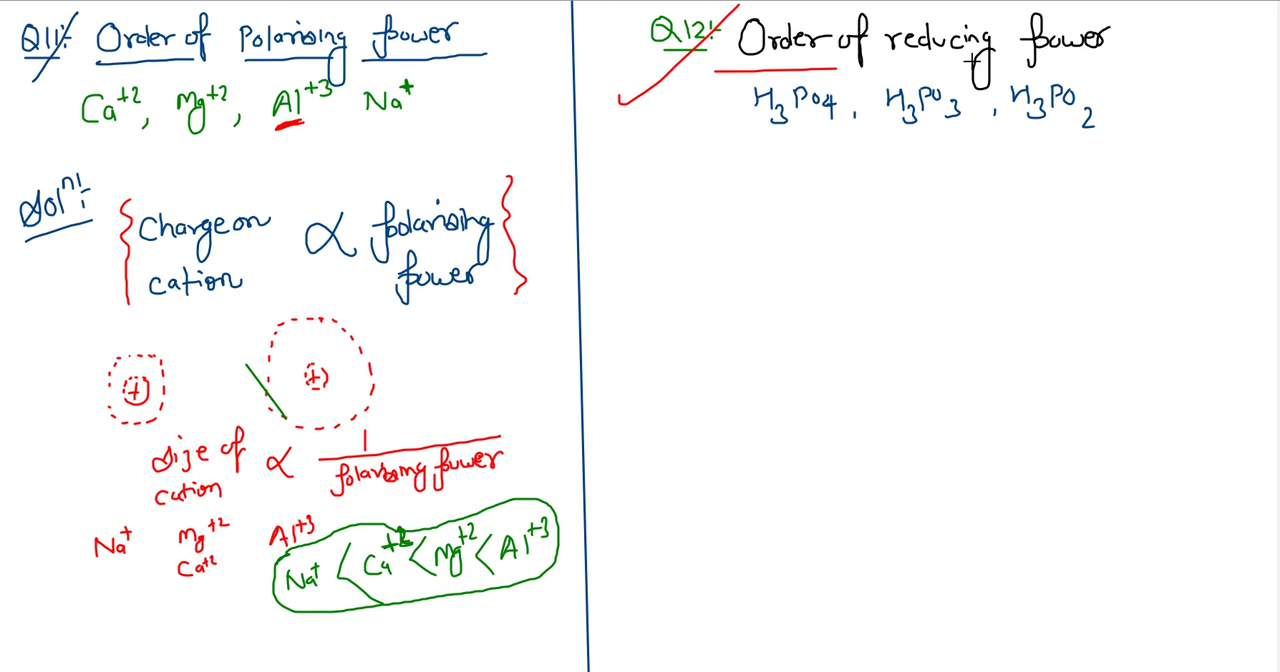 Q11:- Order of Polarising power
Ca+2, Mg+2, Al+3 Na+
Soln:-
Charge on ∝ polarising
cation power
+ +
Size of ∝ 1
cation polarising power
Na+ Mg+2 Al+3
Ca+2
Na+ < Ca+2 < Mg+2 < Al+3
Q12:- Order of reducing power
H3PO4, H3PO3, H3PO2